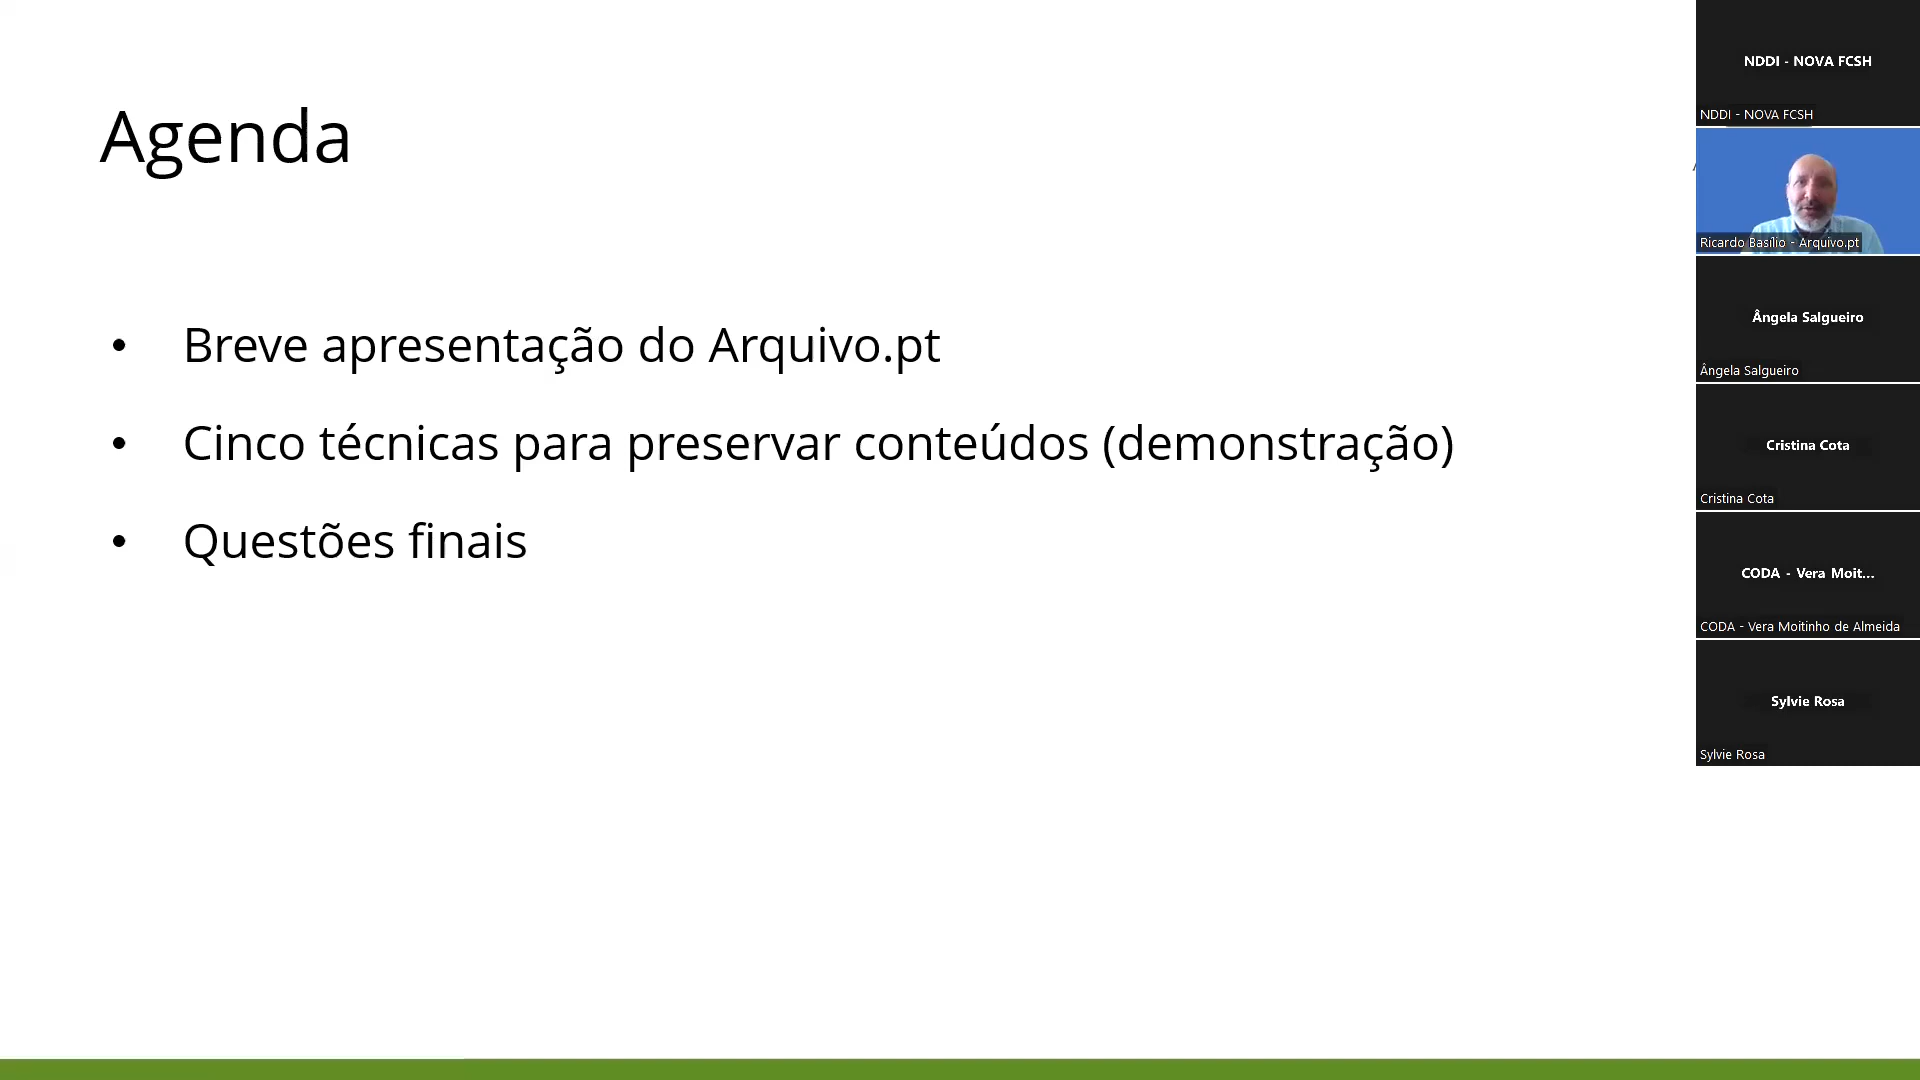 Agenda
• Breve apresentação do Arquivo.pt
• Cinco técnicas para preservar conteúdos (demonstração)
• Questões finais
NDDI - NOVA FCSH
NDDI - NOVA FCSH
Ricardo Basílio - Arquivo.pt
Ângela Salgueiro
Ângela Salgueiro
Cristina Cota
Cristina Cota
CODA - Vera Moit...
CODA - Vera Moitinho de Almeida
Sylvie Rosa
Sylvie Rosa